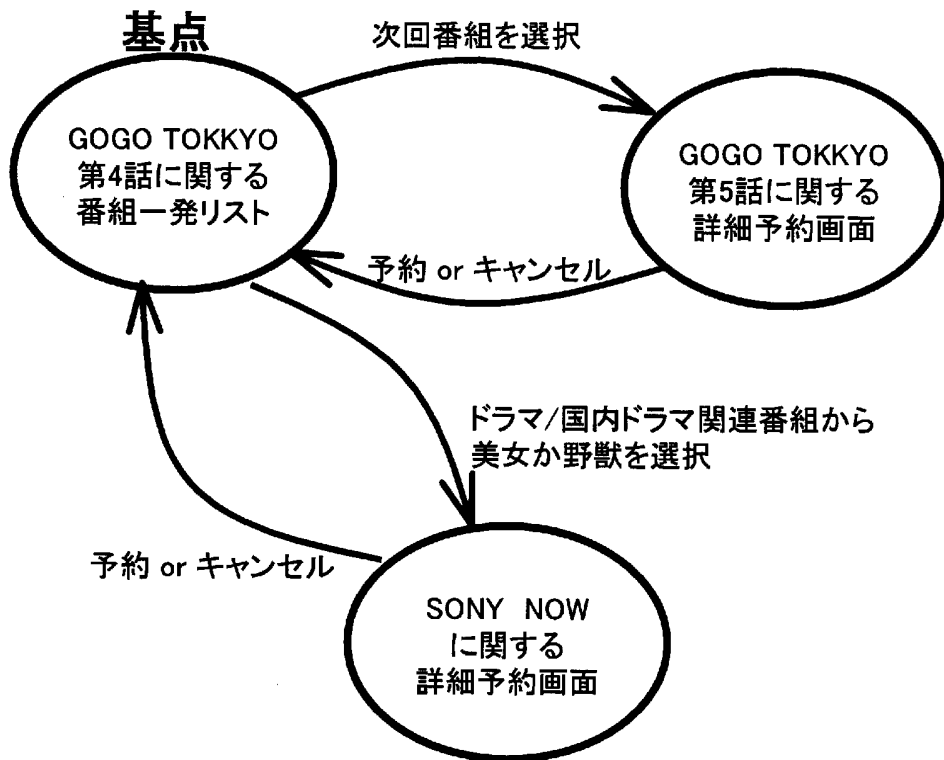 基点
次回番組を選択
GOGO TOKKYO
第4話に関する
番組一発リスト
GOGO TOKKYO
第5話に関する
詳細予約画面
予約 or キャンセル
ドラマ/国内ドラマ関連番組から
美女か野獣を選択
予約 or キャンセル
SONY NOW
に関する
詳細予約画面